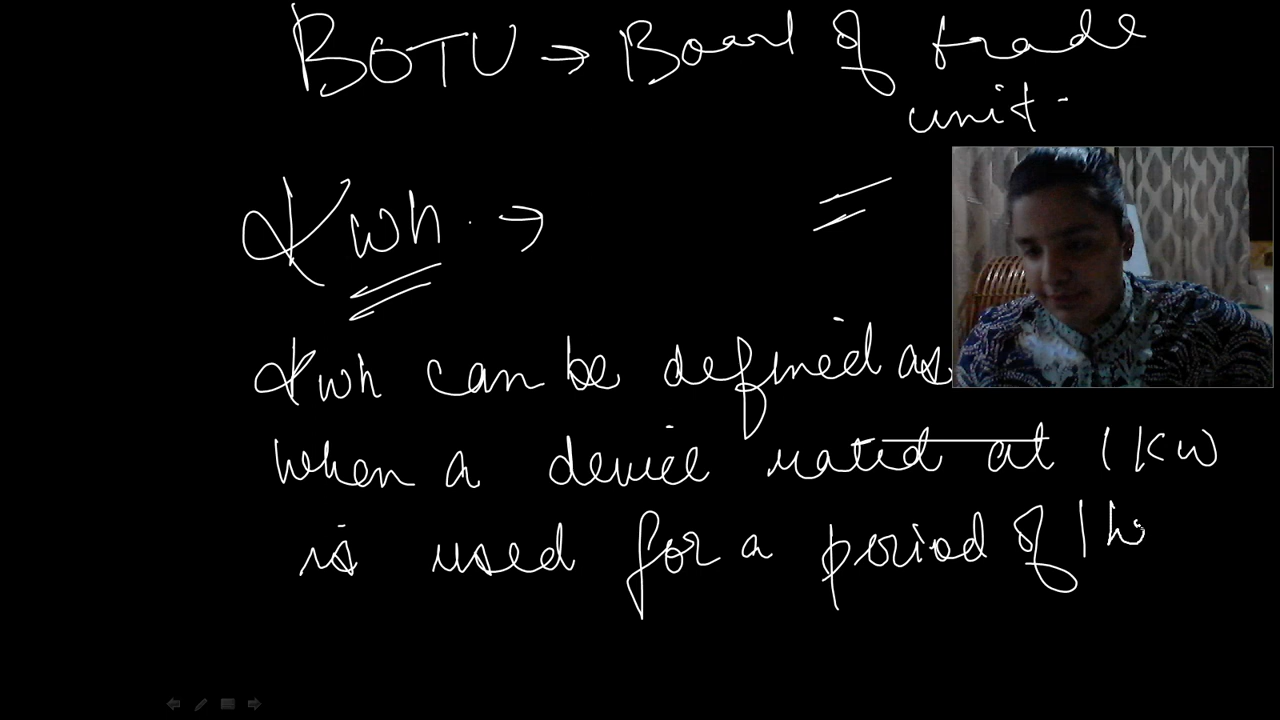 BOTU → Board of trade
unit.
Kwh. →
Kwh can be defined as
when a device rated at 1 KW
is used for a period of 1 h